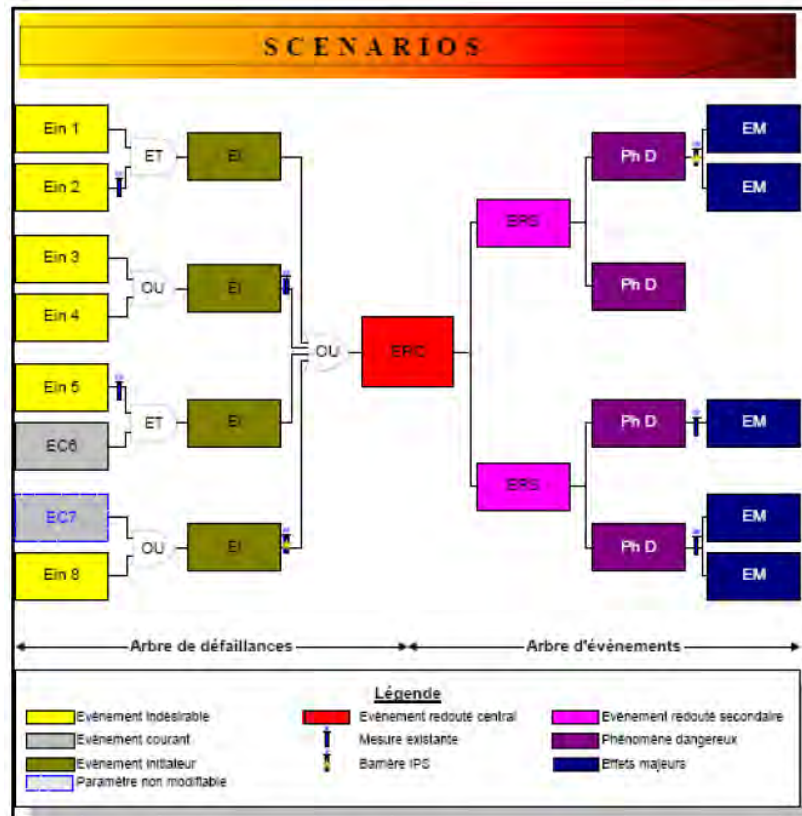 SCENARIOS
Ein 1
ET
EI
Ein 2
Ein 3
OU
EI
Ein 4
Ein 5
ET
EI
EC6
EC7
OU
EI
Ein 8
OU
ERC
ERS
ERS
Ph D
Ph D
Ph D
Ph D
EM
EM
EM
EM
EM
Arbre de défaillances
Arbre d'événements
Légende
Evènement indésirable
Evènement redouté central
Evènement redouté secondaire
Evènement courant
Mesure existante
Phénomène dangereux
Evènement initiateur
Barrière IPS
Effets majeurs
Paramètre non modifiable